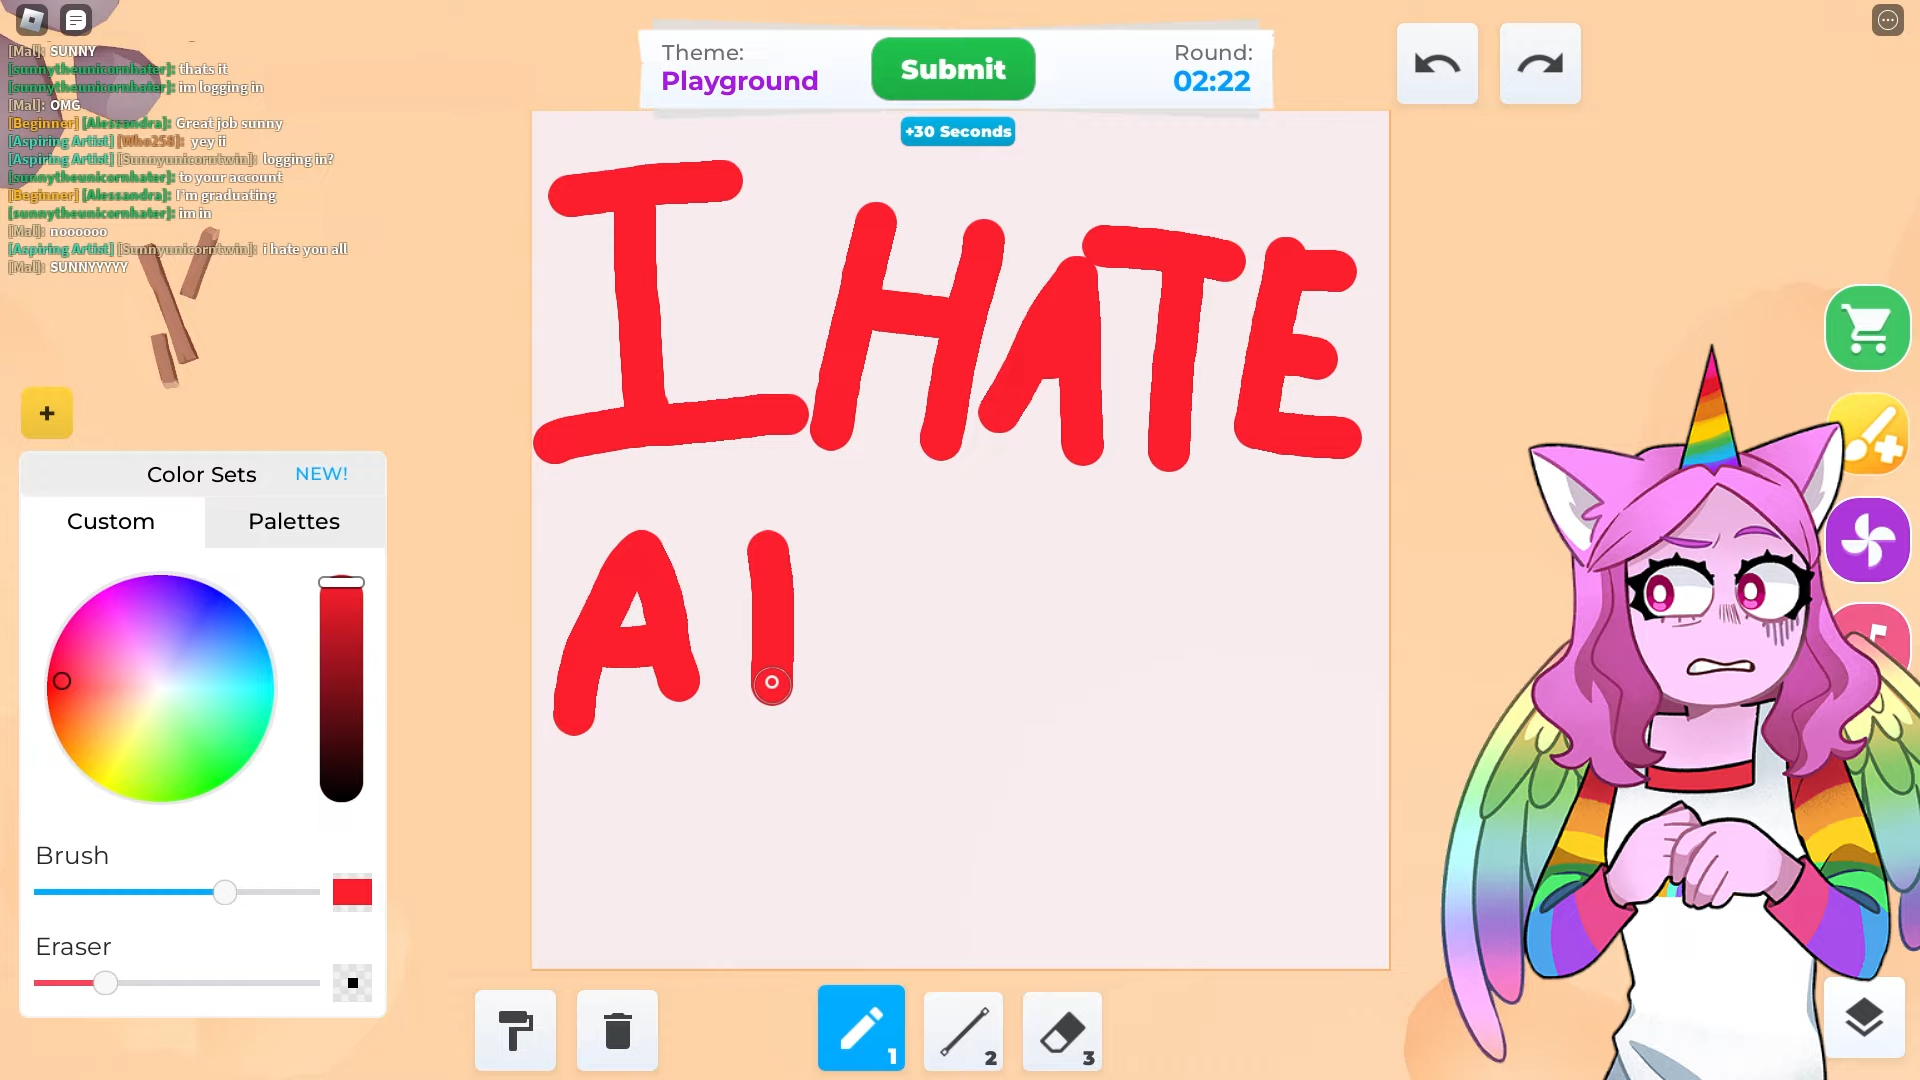 [Mal]: SUNNY
[sunnytheunicornhater]: thats it
[sunnytheunicornhater]: im logging in
[Mal]: OMG
[Beginner] [Alessandra]: Great job sunny
[Aspiring Artist] [Who258]: yey ii
[Aspiring Artist] [Sunnyunicorntwin]: logging in?
[sunnytheunicornhater]: to your account
[Beginner] [Alessandra]: I'm graduating
[sunnytheunicornhater]: im in
[Mal]: noooooo
[Aspiring Artist] [Sunnyunicorntwin]: i hate you all
[Mal]: SUNNYYYYY
Theme:
Playground
Submit
Round:
02:22
+30 Seconds
I HATE
A I
+
Color Sets NEW!
Custom Palettes
Brush
Eraser
1 2 3